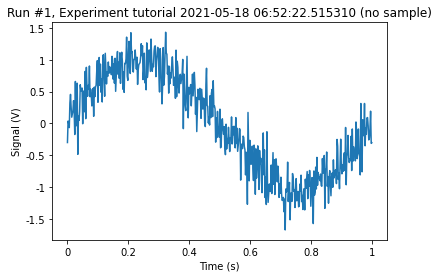 Run #1, Experiment tutorial 2021-05-18 06:52:22.515310 (no sample)
1.5
1
0.5
0
-0.5
-1
-1.5
Signal (V)
0 0.2 0.4 0.6 0.8 1
Time (s)